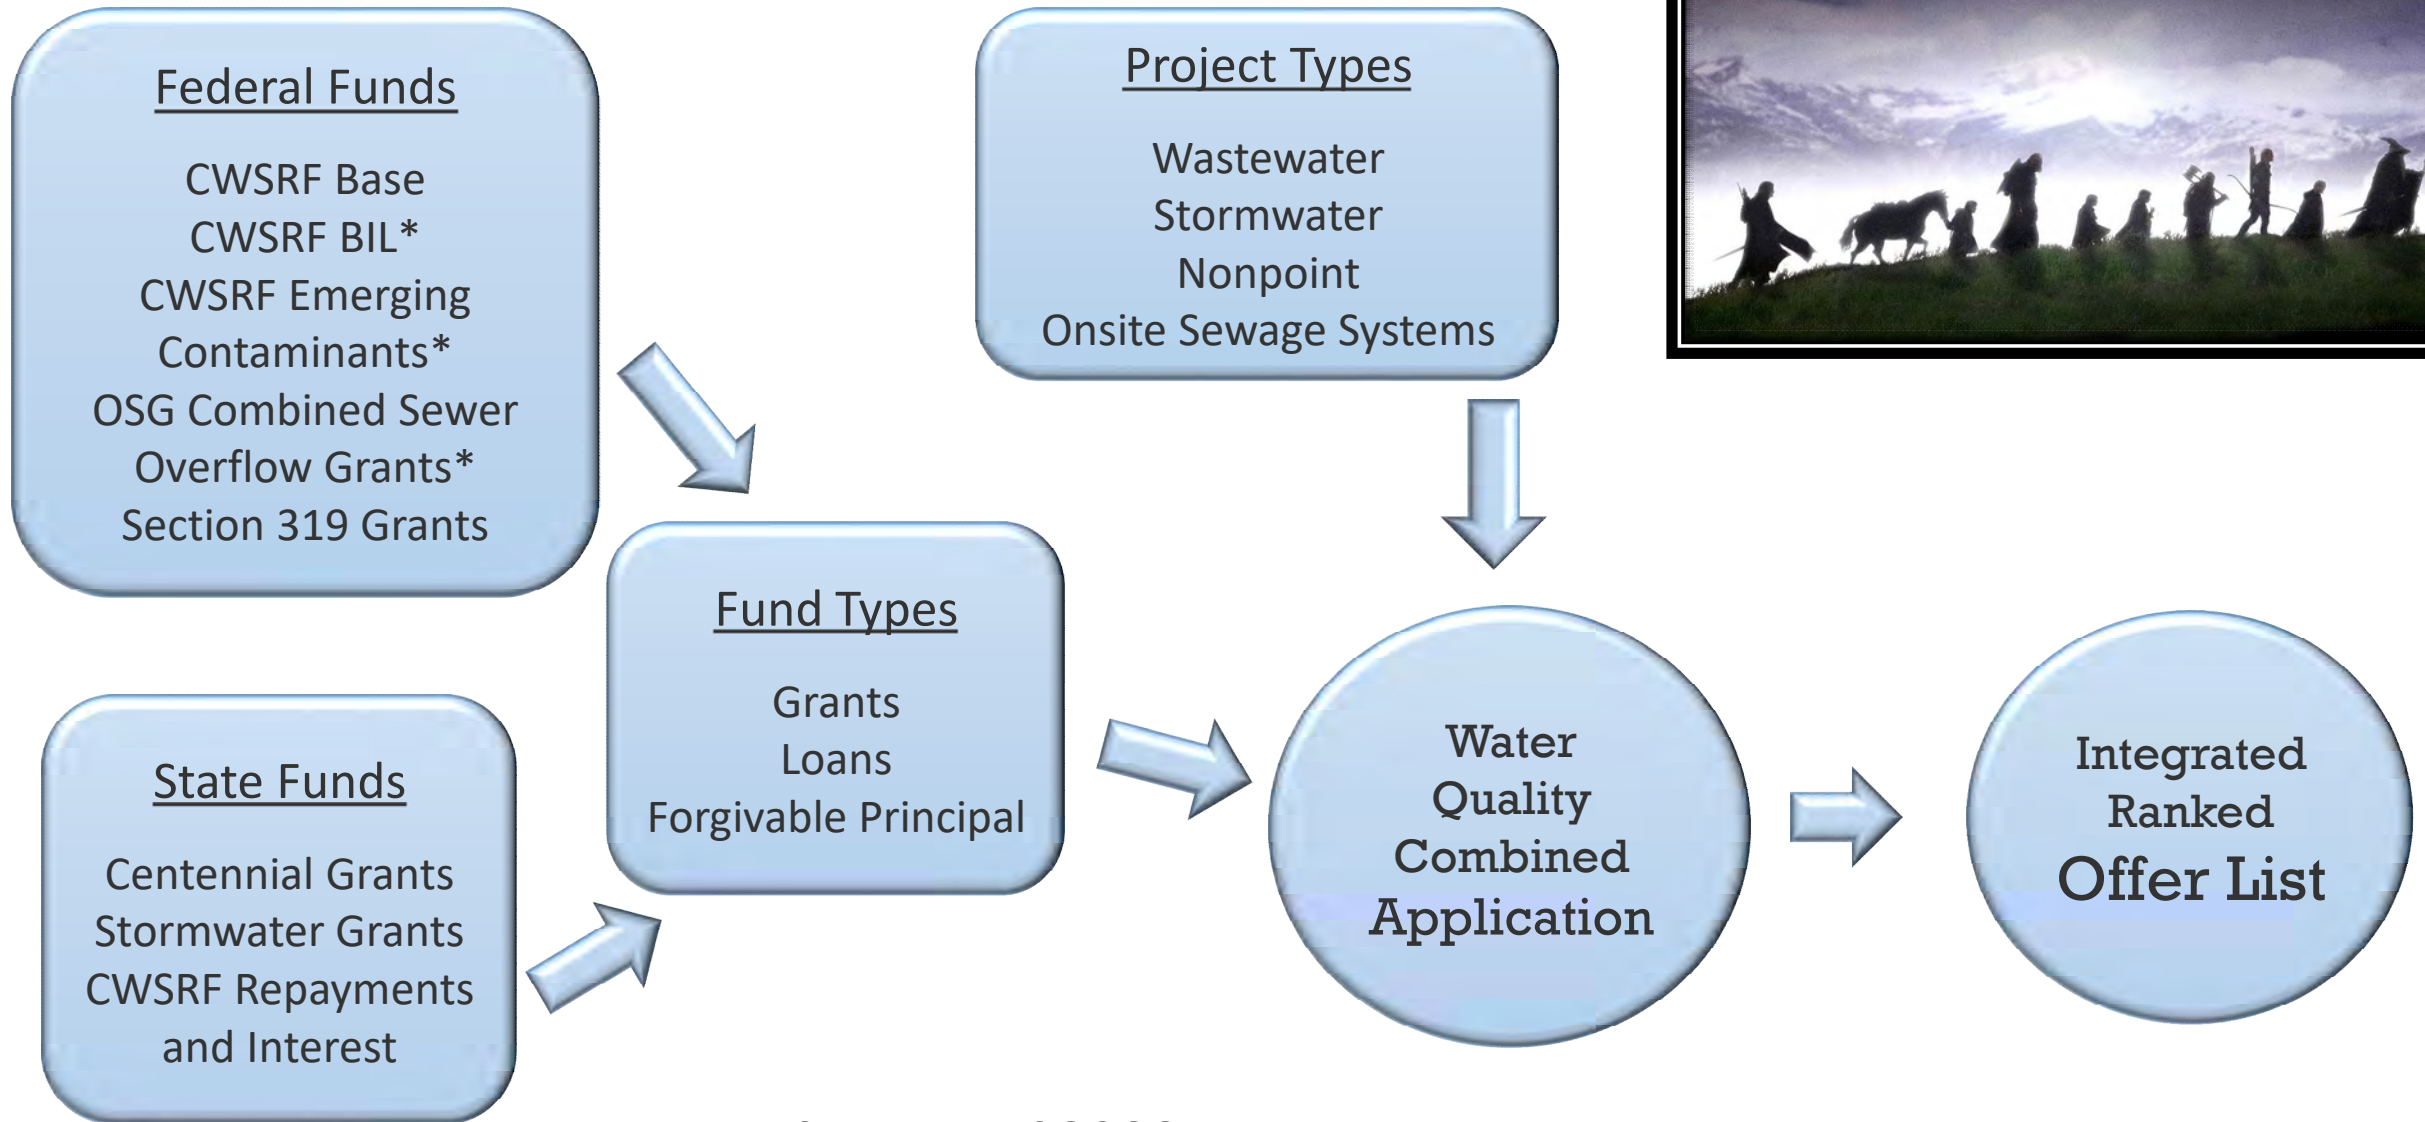 Federal Funds
CWSRF Base
CWSRF BIL*
CWSRF Emerging
Contaminants*
OSG Combined Sewer
Overflow Grants*
Section 319 Grants
State Funds
Centennial Grants
Stormwater Grants
CWSRF Repayments
and Interest
Fund Types
Grants
Loans
Forgivable Principal
Project Types
Wastewater
Stormwater
Nonpoint
Onsite Sewage Systems
Water
Quality
Combined
Application
Integrated
Ranked
Offer List